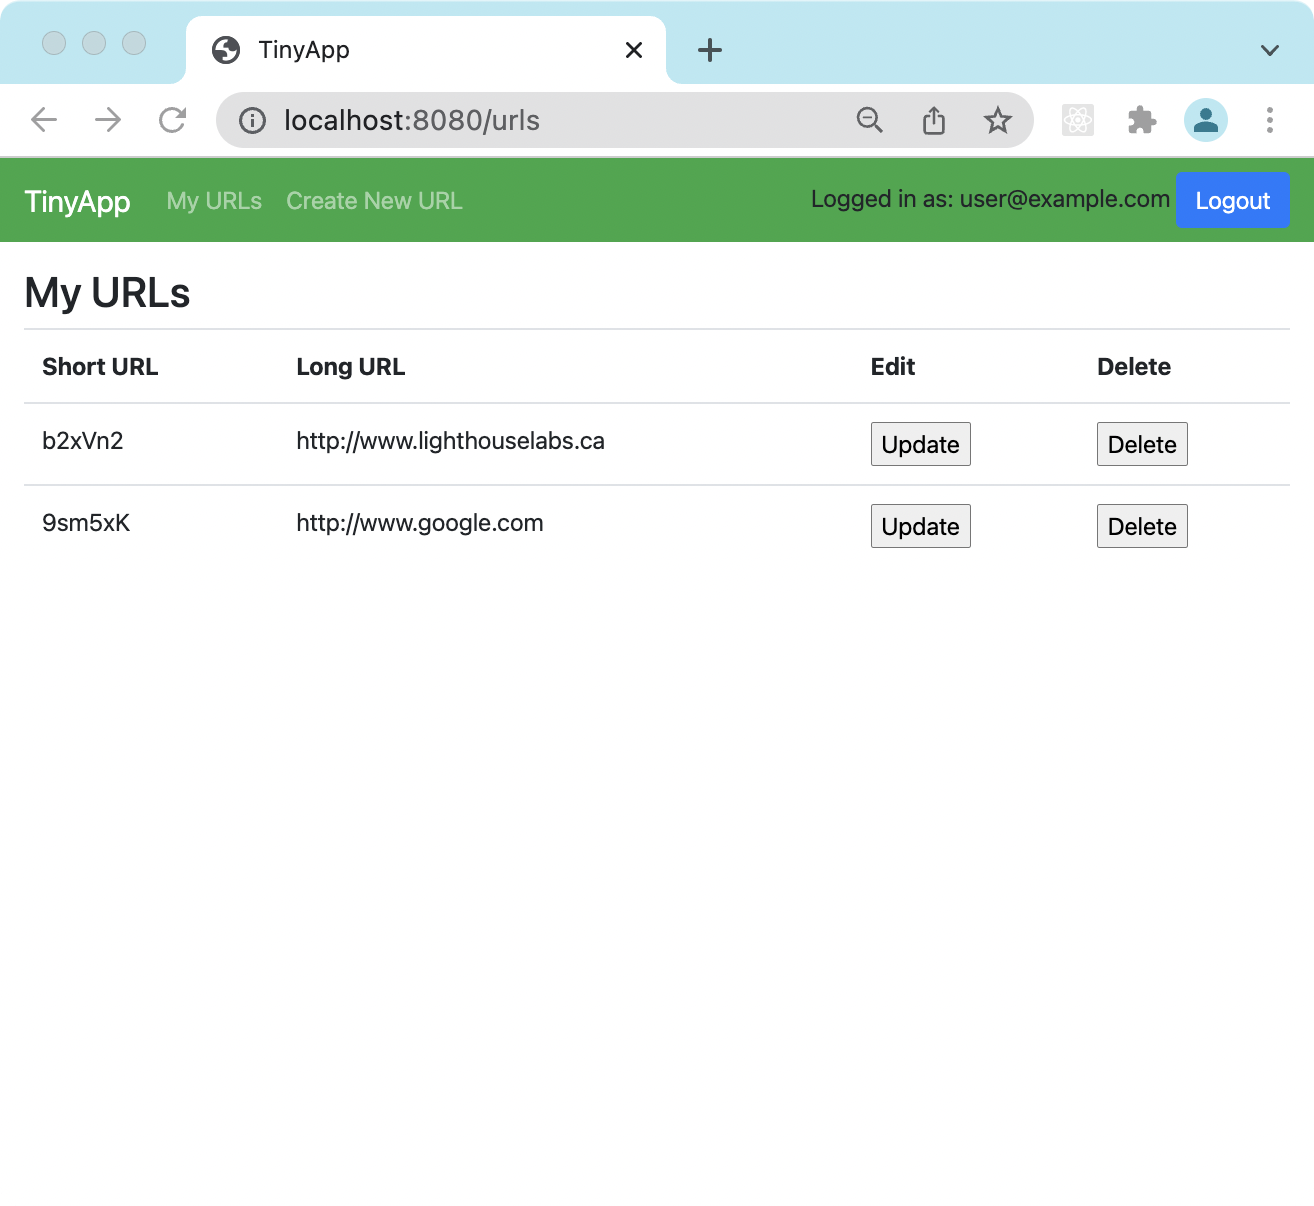 TinyApp
localhost:8080/urls
TinyApp My URLs Create New URL Logged in as: user@example.com Logout
My URLs
Short URL Long URL Edit Delete
b2xVn2 http://www.lighthouselabs.ca Update Delete
9sm5xK http://www.google.com Update Delete